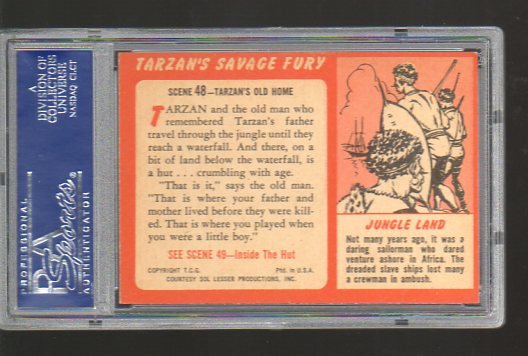 A
DIVISION OF
COLLECTORS
UNIVERSE
NASDAQ CLCT
PSA
Sports
®
PROFESSIONAL
AUTHENTICATOR
TARZAN'S SAVAGE FURY
SCENE 48—TARZAN'S OLD HOME
TARZAN and the old man who
remembered Tarzan's father
travel through the jungle until they
reach a waterfall. And there, on a
bit of land below the waterfall, is
a hut . . . crumbling with age.
"That is it," says the old man.
"That is where your father and
mother lived before they were kill-
ed. That is where you played when
you were a little boy."
SEE SCENE 49—Inside The Hut
COPYRIGHT T.C.G. Ptd. in U.S.A.
COURTESY SOL LESSER PRODUCTIONS, INC.
JUNGLE LAND
Not many years ago, it was a
daring sailorman who dared
venture ashore in Africa. The
dreaded slave ships lost many
a crewman in ambush.